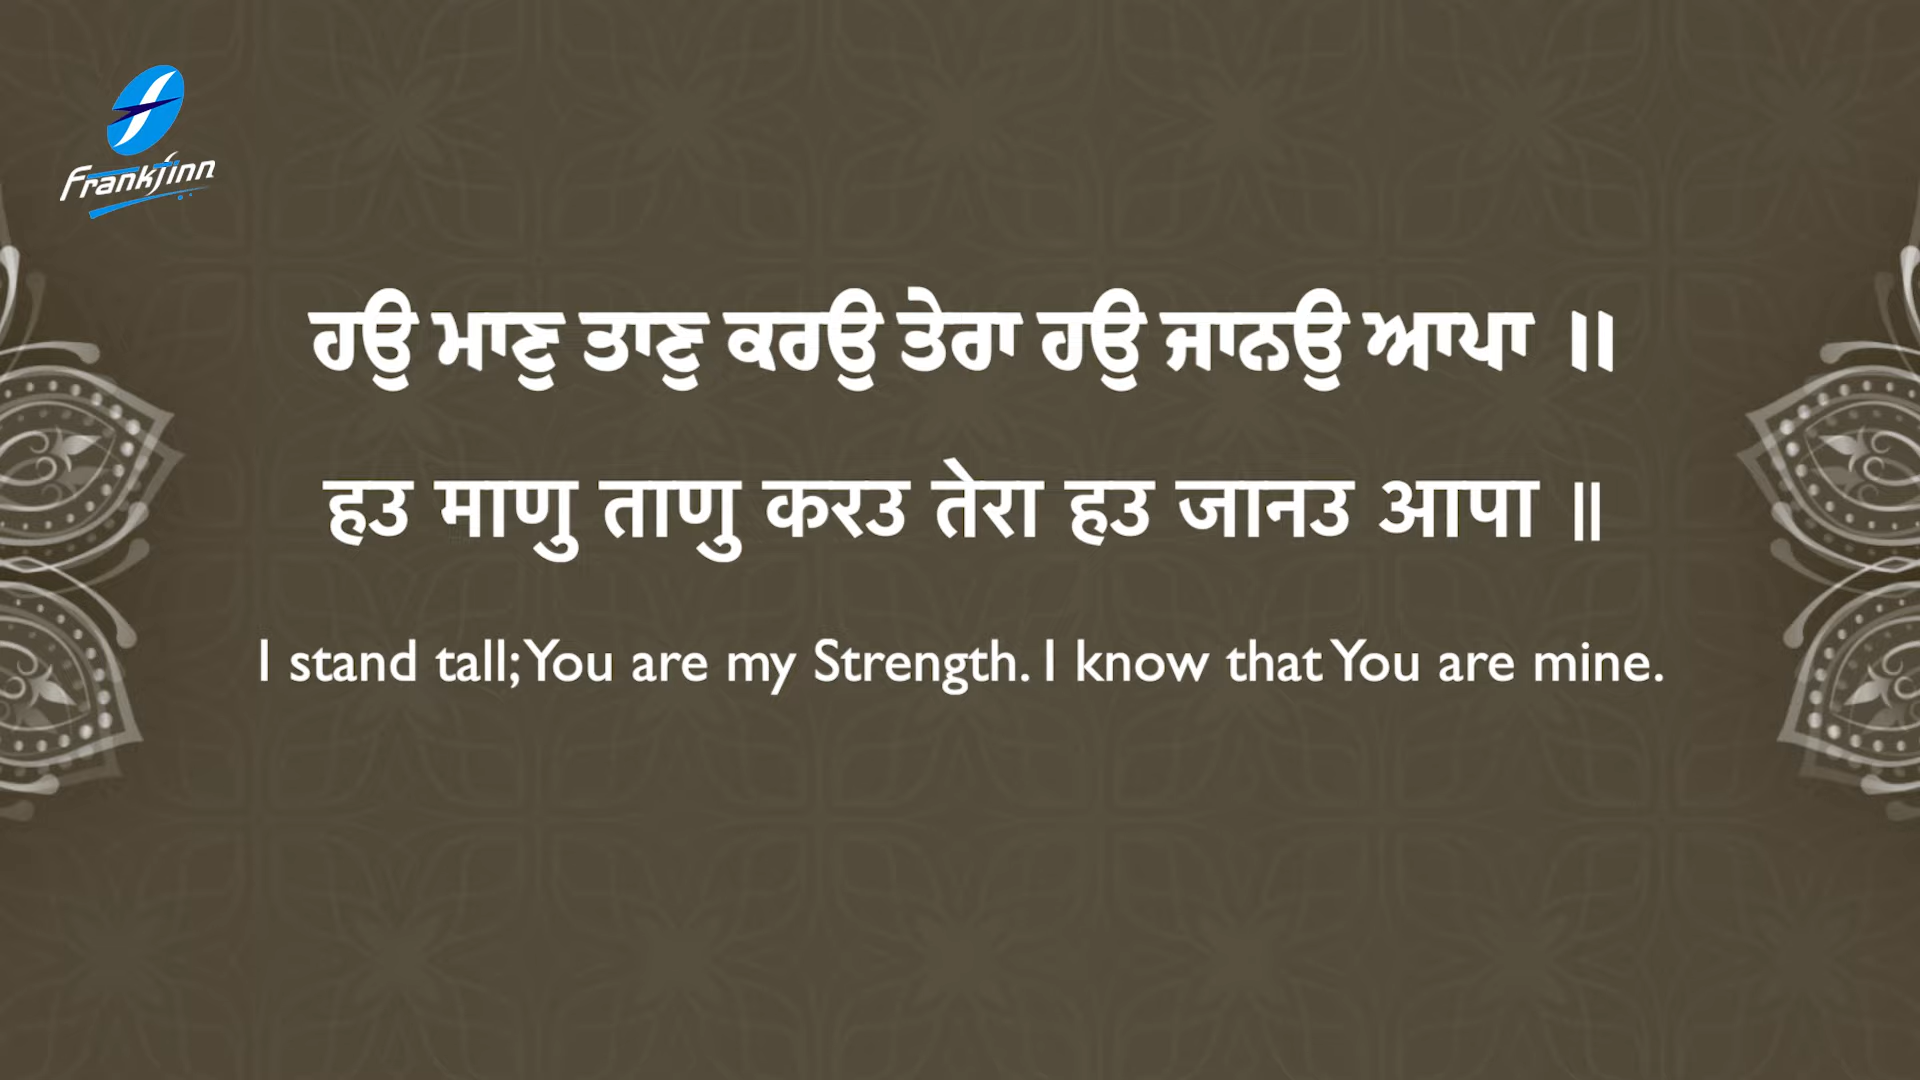 Frankfinn
ਹਉ ਮਾਣੁ ਤਾਣੁ ਕਰਉ ਤੇਰਾ ਹਉ ਜਾਨਉ ਆਪਾ ॥
हउ माणु ताणु करउ तेरा हउ जानउ आपा ॥
I stand tall; You are my Strength. I know that You are mine.